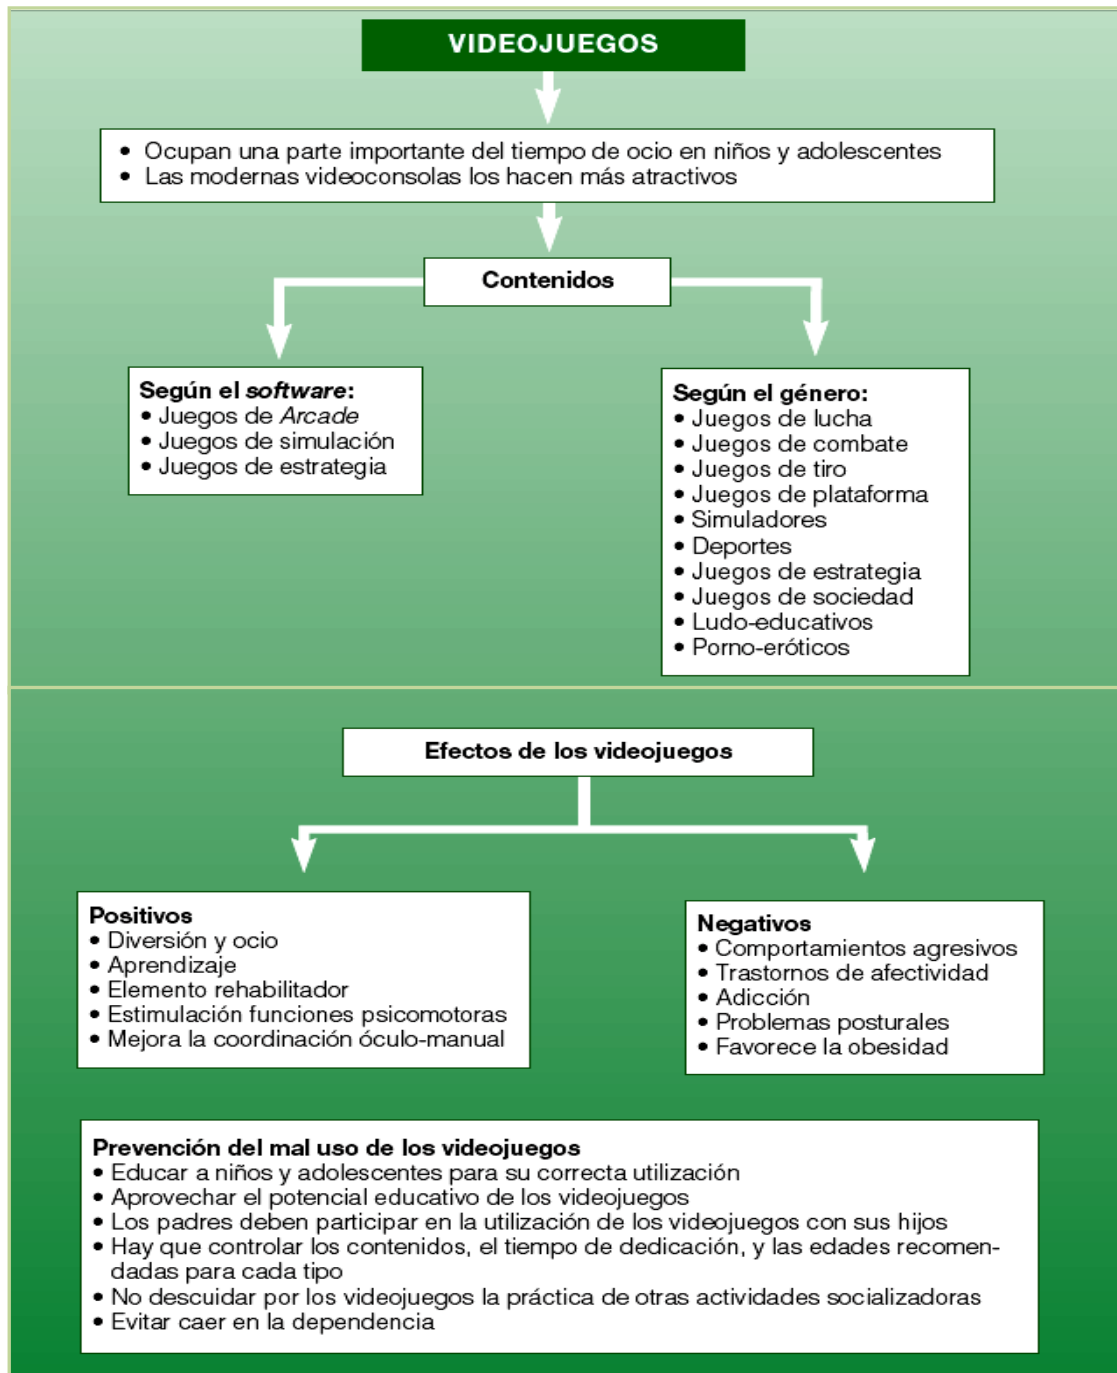 VIDEOJUEGOS
• Ocupan una parte importante del tiempo de ocio en niños y adolescentes
• Las modernas videoconsolas los hacen más atractivos
Contenidos
Según el software:
• Juegos de Arcade
• Juegos de simulación
• Juegos de estrategia
Según el género:
• Juegos de lucha
• Juegos de combate
• Juegos de tiro
• Juegos de plataforma
• Simuladores
• Deportes
• Juegos de estrategia
• Juegos de sociedad
• Ludo-educativos
• Porno-eróticos
Efectos de los videojuegos
Positivos
• Diversión y ocio
• Aprendizaje
• Elemento rehabilitador
• Estimulación funciones psicomotoras
• Mejora la coordinación óculo-manual
Negativos
• Comportamientos agresivos
• Trastornos de afectividad
• Adicción
• Problemas posturales
• Favorece la obesidad
Prevención del mal uso de los videojuegos
• Educar a niños y adolescentes para su correcta utilización
• Aprovechar el potencial educativo de los videojuegos
• Los padres deben participar en la utilización de los videojuegos con sus hijos
• Hay que controlar los contenidos, el tiempo de dedicación, y las edades recomen-
dadas para cada tipo
• No descuidar por los videojuegos la práctica de otras actividades socializadoras
• Evitar caer en la dependencia